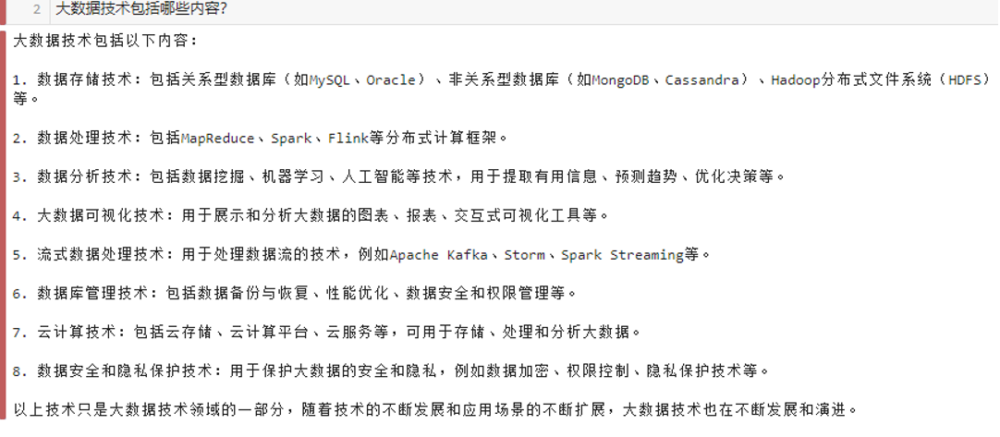 2 大数据技术包括哪些内容？
大数据技术包括以下内容：
1. 数据存储技术：包括关系型数据库（如MySQL、Oracle）、非关系型数据库（如MongoDB、Cassandra）、Hadoop分布式文件系统（HDFS）
等。
2. 数据处理技术：包括MapReduce、Spark、Flink等分布式计算框架。
3. 数据分析技术：包括数据挖掘、机器学习、人工智能等技术，用于提取有用信息、预测趋势、优化决策等。
4. 大数据可视化技术：用于展示和分析大数据的图表、报表、交互式可视化工具等。
5. 流式数据处理技术：用于处理数据流的技术，例如Apache Kafka、Storm、Spark Streaming等。
6. 数据库管理技术：包括数据备份与恢复、性能优化、数据安全和权限管理等。
7. 云计算技术：包括云存储、云计算平台、云服务等，可用于存储、处理和分析大数据。
8. 数据安全和隐私保护技术：用于保护大数据的安全和隐私，例如数据加密、权限控制、隐私保护技术等。
以上技术只是大数据技术领域的一部分，随着技术的不断发展和应用场景的不断扩展，大数据技术也在不断发展和演进。